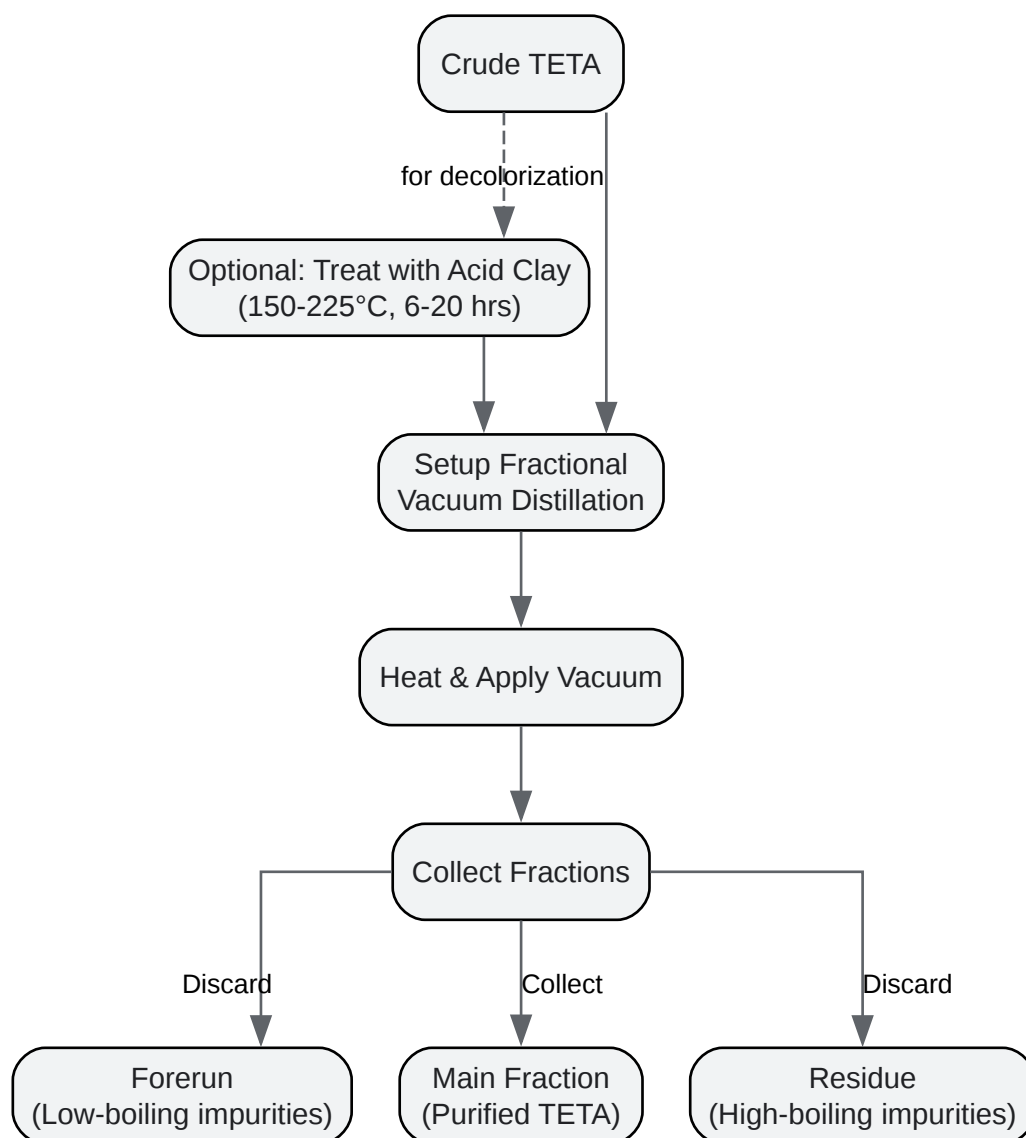 Crude TETA
for decolorization
Optional: Treat with Acid Clay
(150-225°C, 6-20 hrs)
Setup Fractional
Vacuum Distillation
Heat & Apply Vacuum
Collect Fractions
Discard
Collect
Discard
Forerun
(Low-boiling impurities)
Main Fraction
(Purified TETA)
Residue
(High-boiling impurities)